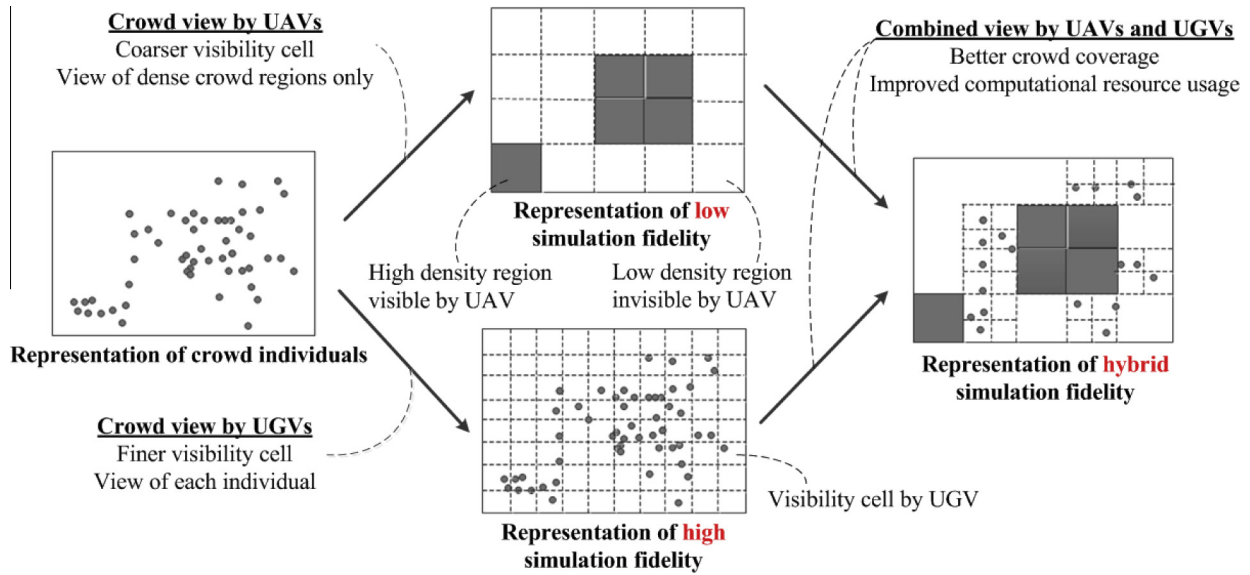 Crowd view by UAVs
Coarser visibility cell
View of dense crowd regions only
Combined view by UAVs and UGVs
Better crowd coverage
Improved computational resource usage
Representation of low
simulation fidelity
High density region
visible by UAV
Low density region
invisible by UAV
Representation of crowd individuals
Representation of hybrid
simulation fidelity
Crowd view by UGVs
Finer visibility cell
View of each individual
Visibility cell by UGV
Representation of high
simulation fidelity